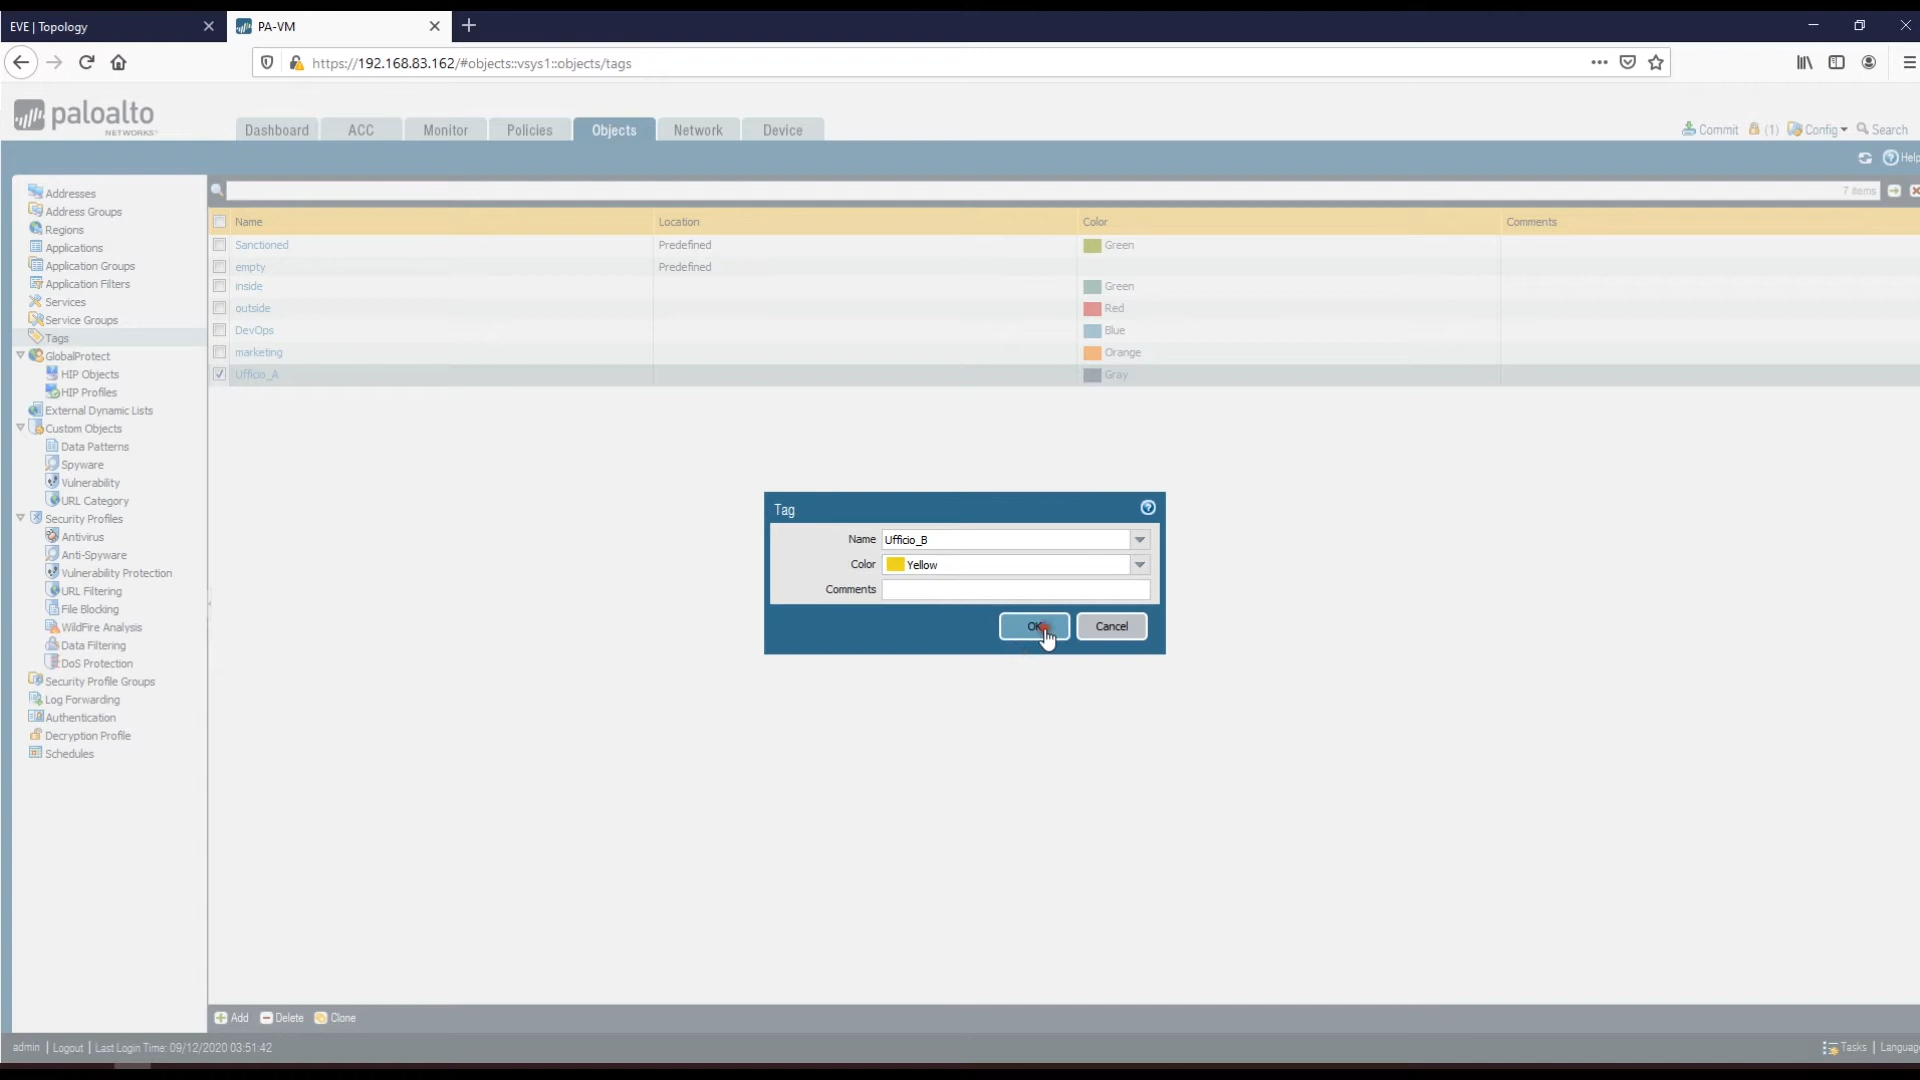 EVE | Topology
PA-VM
https://192.168.83.162/#objects::vsys1::objects/tags
paloalto
NETWORKS
Dashboard ACC Monitor Policies Objects Network Device
Commit (1) Config Search
Help
Addresses
Address Groups
Regions
Applications
Application Groups
Application Filters
Services
Service Groups
Tags
GlobalProtect
HIP Objects
HIP Profiles
External Dynamic Lists
Custom Objects
Data Patterns
Spyware
Vulnerability
URL Category
Security Profiles
Antivirus
Anti-Spyware
Vulnerability Protection
URL Filtering
File Blocking
WildFire Analysis
Data Filtering
DoS Protection
Security Profile Groups
Log Forwarding
Authentication
Decryption Profile
Schedules
7 items
Name Location Color Comments
Sanctioned Predefined Green
empty Predefined
inside Green
outside Red
DevOps Blue
marketing Orange
Ufficio_A Gray
Tag
Name Ufficio_B
Color Yellow
Comments
OK Cancel
Add Delete Clone
admin | Logout | Last Login Time: 09/12/2020 03:51:42
Tasks | Languag